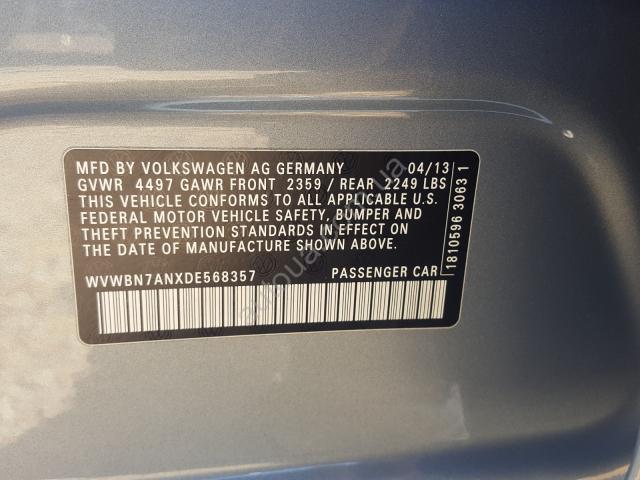 MFD BY VOLKSWAGEN AG GERMANY 04/13
GVWR 4497 GAWR FRONT 2359 / REAR 2249 LBS
THIS VEHICLE CONFORMS TO ALL APPLICABLE U.S.
FEDERAL MOTOR VEHICLE SAFETY, BUMPER AND
THEFT PREVENTION STANDARDS IN EFFECT ON
THE DATE OF MANUFACTURE SHOWN ABOVE.
WVWBN7ANXDE568357 PASSENGER CAR
1810596 3063 1